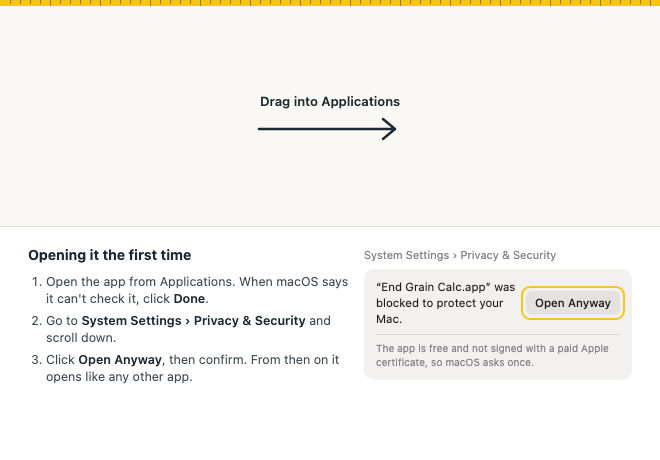 Drag into Applications
Opening it the first time
1. Open the app from Applications. When macOS says
it can't check it, click Done.
2. Go to System Settings › Privacy & Security and
scroll down.
3. Click Open Anyway, then confirm. From then on it
opens like any other app.
System Settings › Privacy & Security
“End Grain Calc.app” was
blocked to protect your
Mac.
Open Anyway
The app is free and not signed with a paid Apple
certificate, so macOS asks once.